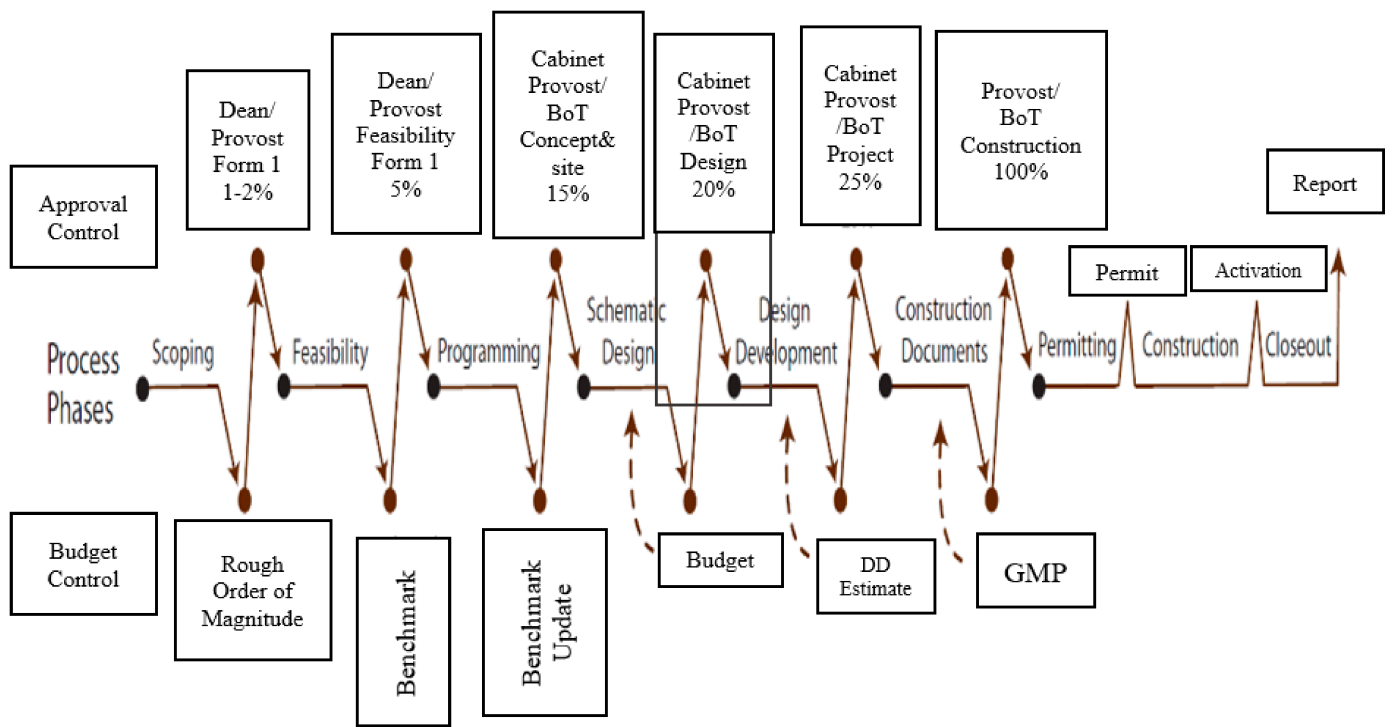 Dean/
Provost
Form 1
1-2%
Dean/
Provost
Feasibility
Form 1
5%
Cabinet
Provost/
BoT
Concept&
site
15%
Cabinet
Provost
/BoT
Design
20%
Cabinet
Provost
/BoT
Project
25%
Provost/
BoT
Construction
100%
Report
Approval
Control
Permit
Activation
Process
Phases
Scoping
Feasibility
Programming
Schematic
Design
Design
Development
Construction
Documents
Permitting
Construction
Closeout
Budget
Control
Rough
Order of
Magnitude
Benchmark
Benchmark
Update
Budget
DD
Estimate
GMP